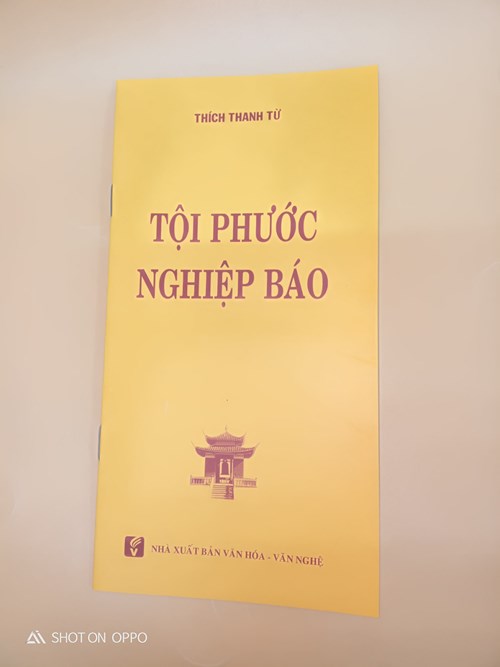 THÍCH THANH TỪ
TỘI PHƯỚC
NGHIỆP BÁO
NHÀ XUẤT BẢN VĂN HÓA - VĂN NGHỆ
SHOT ON OPPO